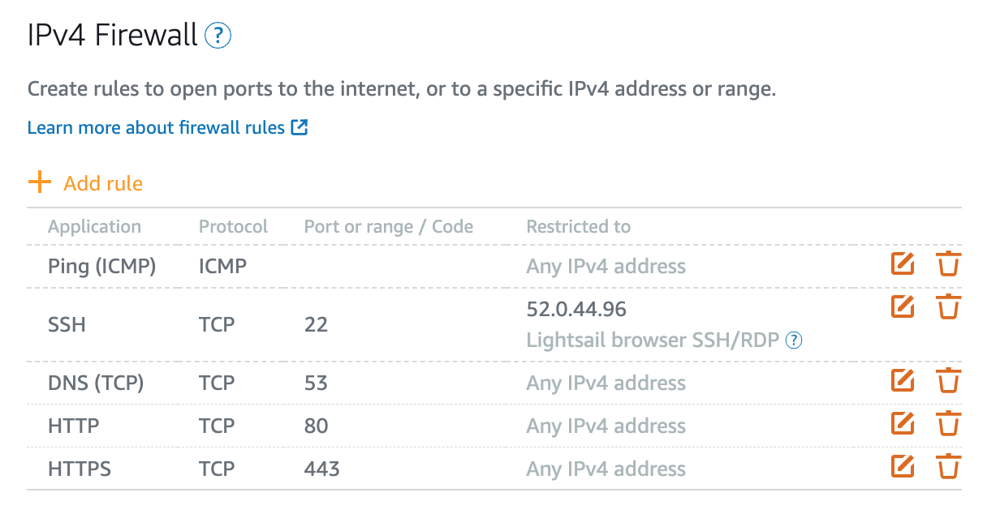 IPv4 Firewall ?
Create rules to open ports to the internet, or to a specific IPv4 address or range.
Learn more about firewall rules
+ Add rule
Application Protocol Port or range / Code Restricted to
Ping (ICMP) ICMP Any IPv4 address
SSH TCP 22 52.0.44.96
Lightsail browser SSH/RDP ?
DNS (TCP) TCP 53 Any IPv4 address
HTTP TCP 80 Any IPv4 address
HTTPS TCP 443 Any IPv4 address